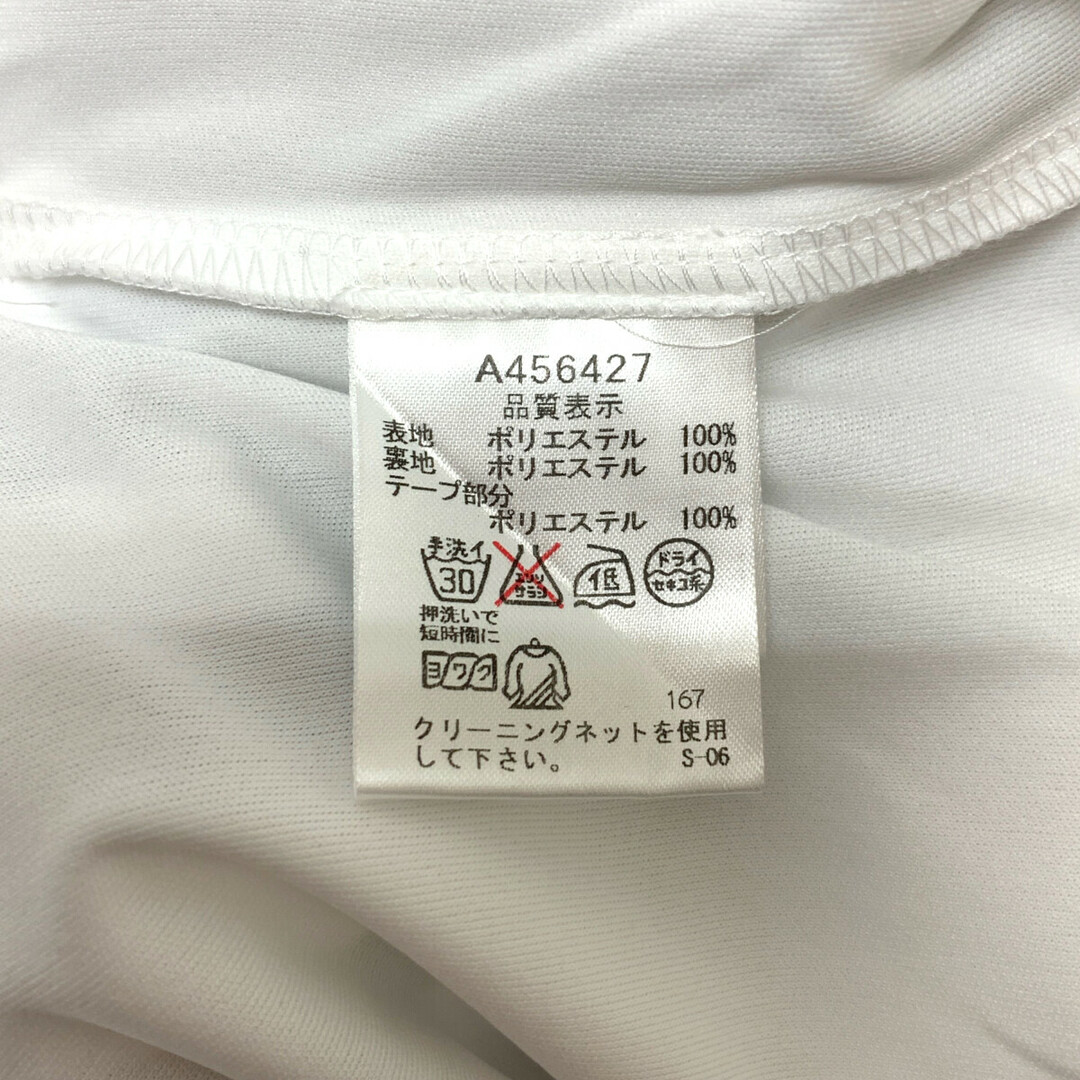 A456427
品質表示
表地 ポリエステル 100%
裏地 ポリエステル 100%
テープ部分
ポリエステル 100%
手洗イ
30
エンソ
サラシ
低
ドライ
セキユ系
押洗いで
短時間に
ヨワク
167
クリーニングネットを使用
して下さい。 S-06